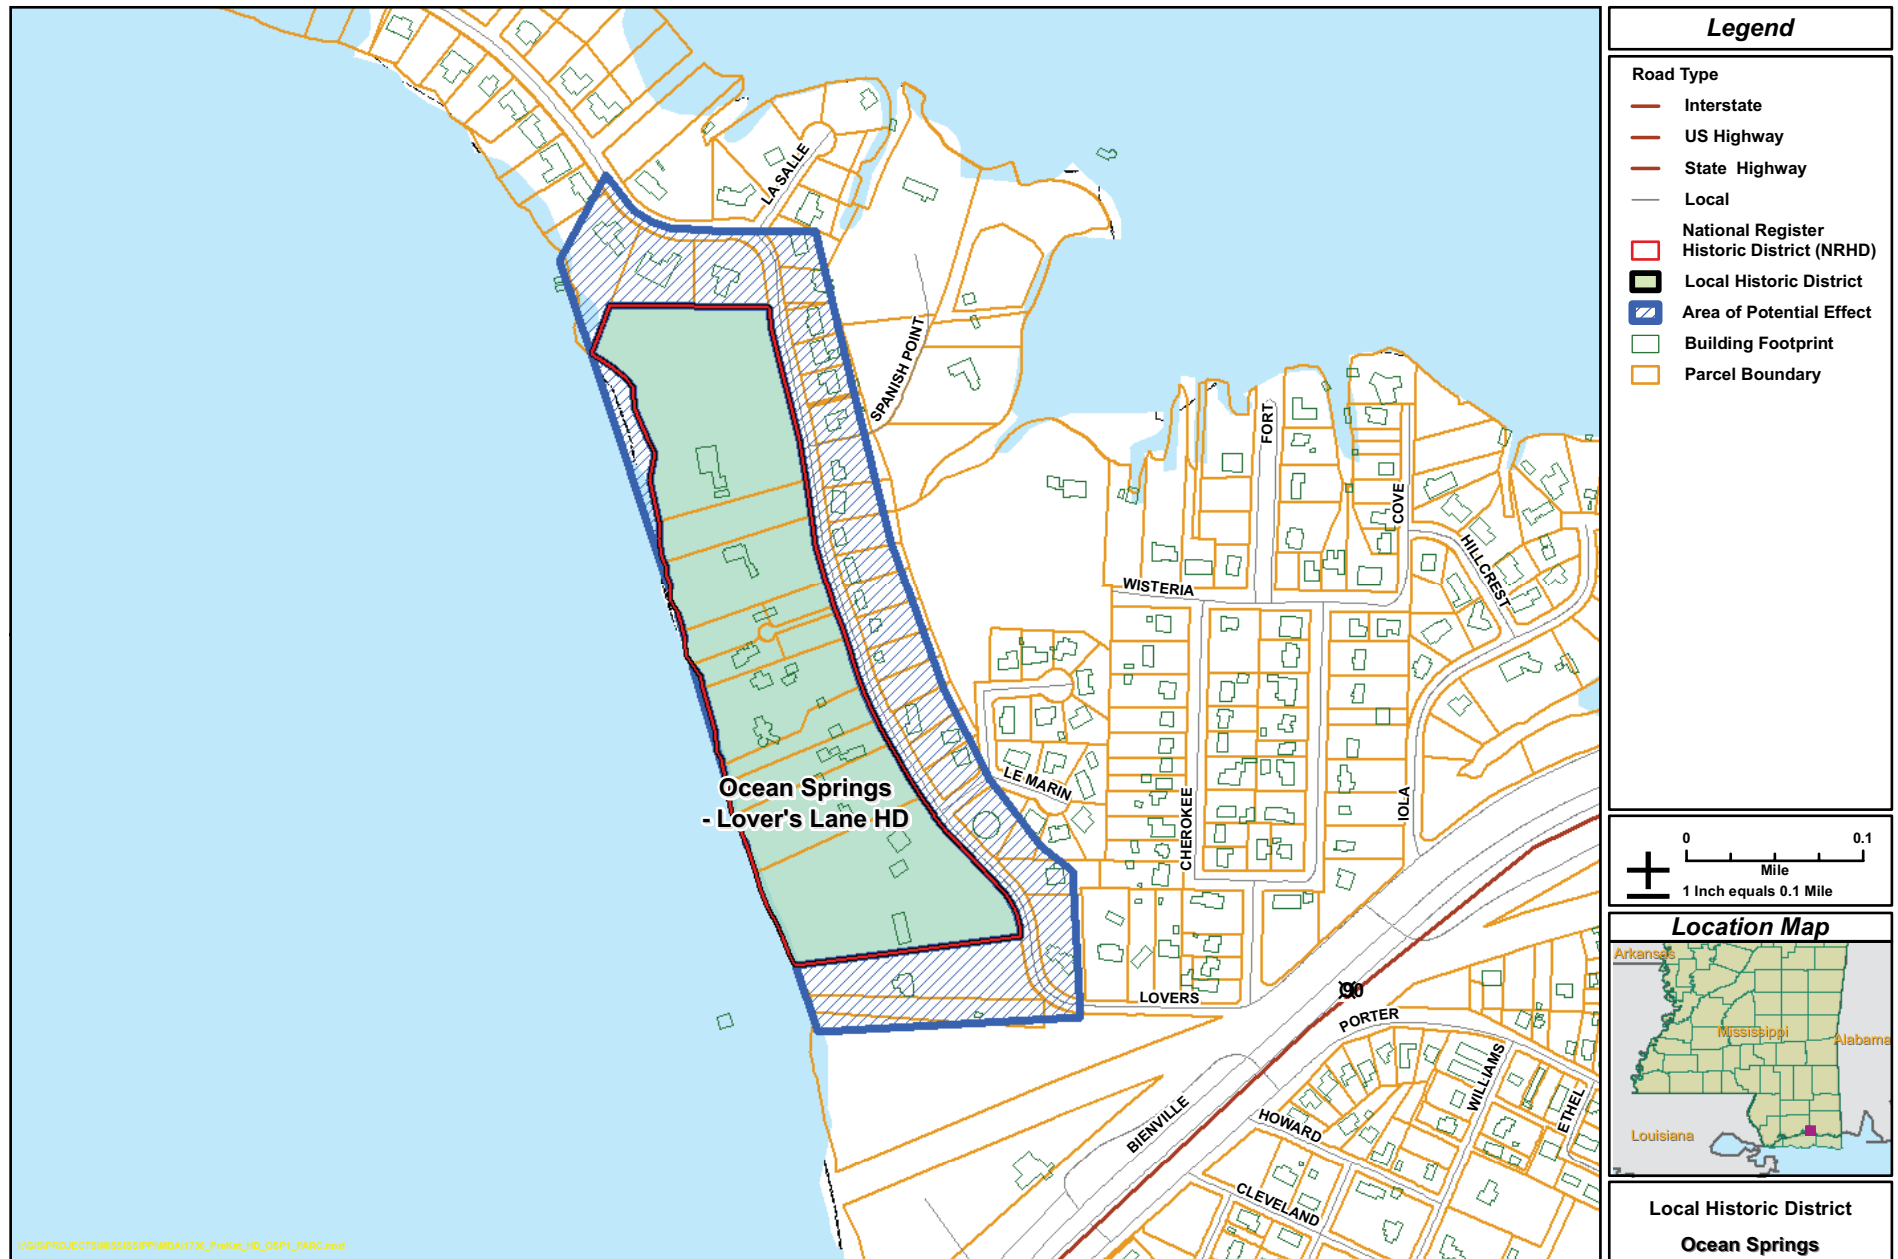 LA SALLE
SPANISH POINT
FORT
COVE
HILLCREST
WISTERIA
LE MARIN
CHEROKEE
IOLA
Ocean Springs
- Lover's Lane HD
LOVERS
90
PORTER
BIENVILLE
HOWARD
WILLIAMS
ETHEL
CLEVELAND
Legend
Road Type
Interstate
US Highway
State Highway
Local
National Register
Historic District (NRHD)
Local Historic District
Area of Potential Effect
Building Footprint
Parcel Boundary
0 0.1
Mile
1 Inch equals 0.1 Mile
Location Map
Arkansas
Mississippi
Alabama
Louisiana
Local Historic District
Ocean Springs